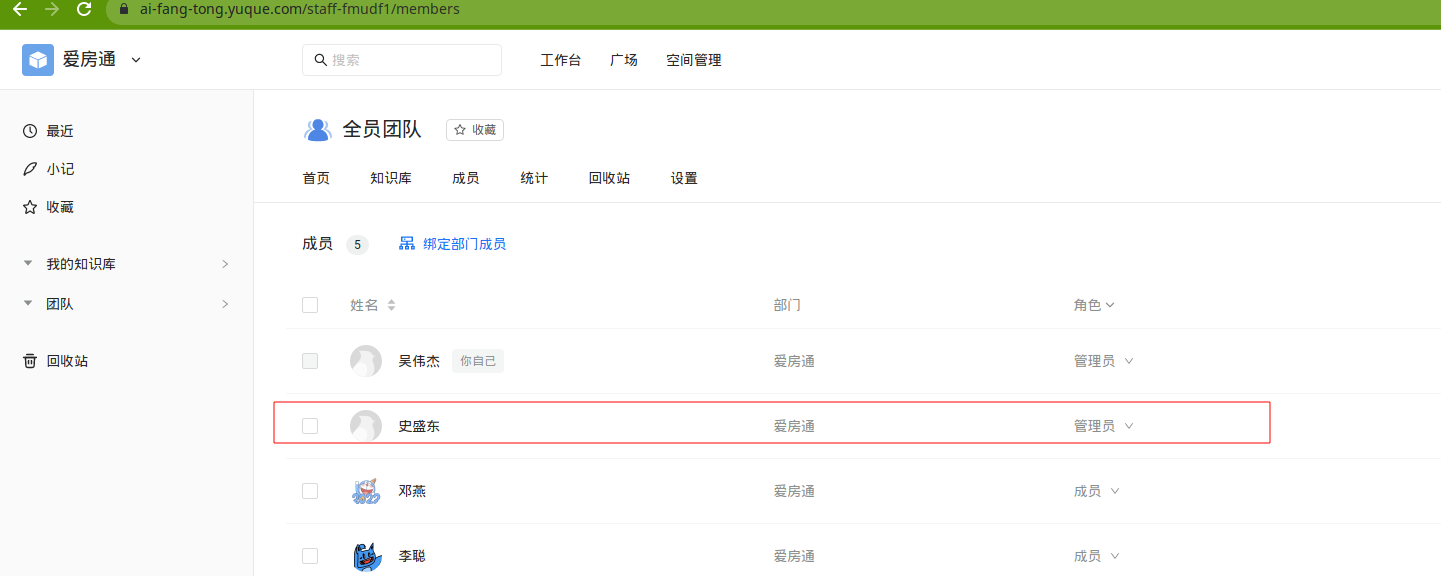 ai-fang-tong.yuque.com/staff-fmudf1/members
爱房通 搜索 工作台 广场 空间管理
最近
小记
收藏
我的知识库
团队
回收站
全员团队 收藏
首页 知识库 成员 统计 回收站 设置
成员 5 绑定部门成员
姓名 部门 角色
吴伟杰 你自己 爱房通 管理员
史盛东 爱房通 管理员
邓燕 爱房通 成员
李聪 爱房通 成员